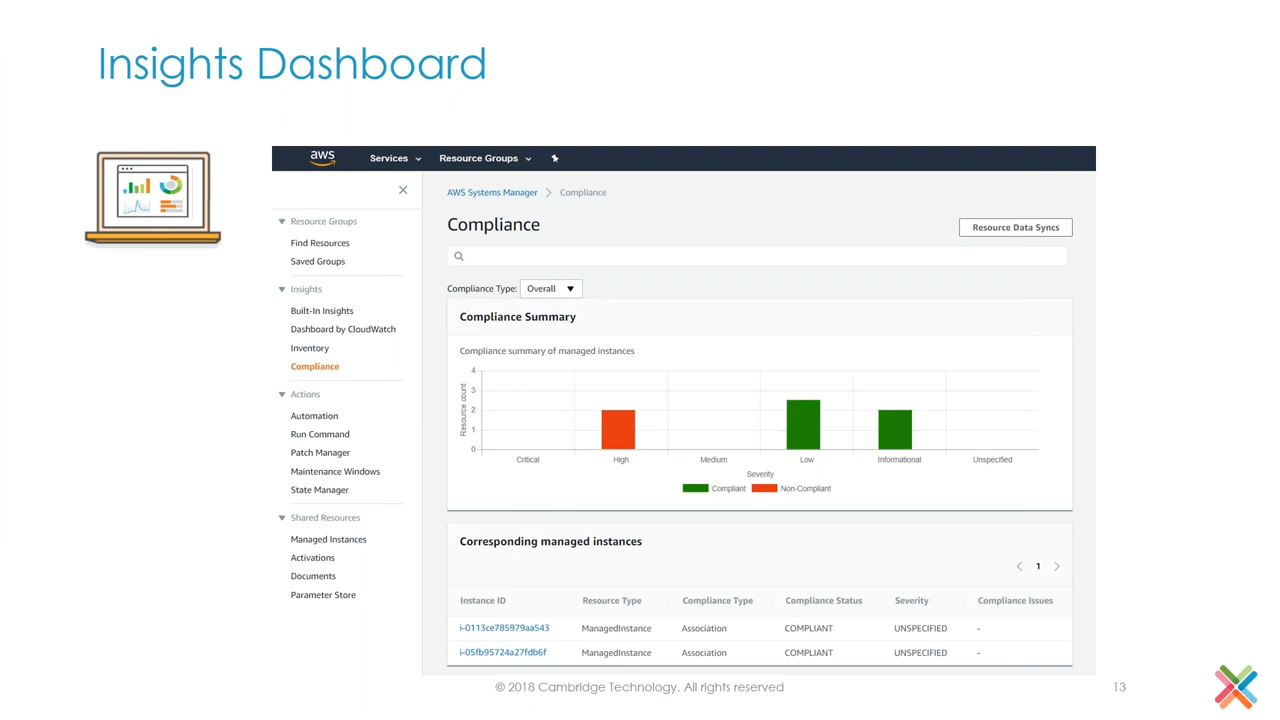 Insights Dashboard
aws Services Resource Groups
Resource Groups
Find Resources
Saved Groups
Insights
Built-In Insights
Dashboard by CloudWatch
Inventory
Compliance
Actions
Automation
Run Command
Patch Manager
Maintenance Windows
State Manager
Shared Resources
Managed Instances
Activations
Documents
Parameter Store
AWS Systems Manager > Compliance
Compliance
Resource Data Syncs
Compliance Type: Overall
Compliance Summary
Compliance summary of managed instances
Resource count
4
3
2
1
0
Critical High Medium Low Informational Unspecified
Severity
Compliant Non-Compliant
Corresponding managed instances
< 1 >
Instance ID Resource Type Compliance Type Compliance Status Severity Compliance Issues
i-0113ce785979aa543 ManagedInstance Association COMPLIANT UNSPECIFIED -
i-05fb95724a27fdb6f ManagedInstance Association COMPLIANT UNSPECIFIED -
© 2018 Cambridge Technology. All rights reserved 13